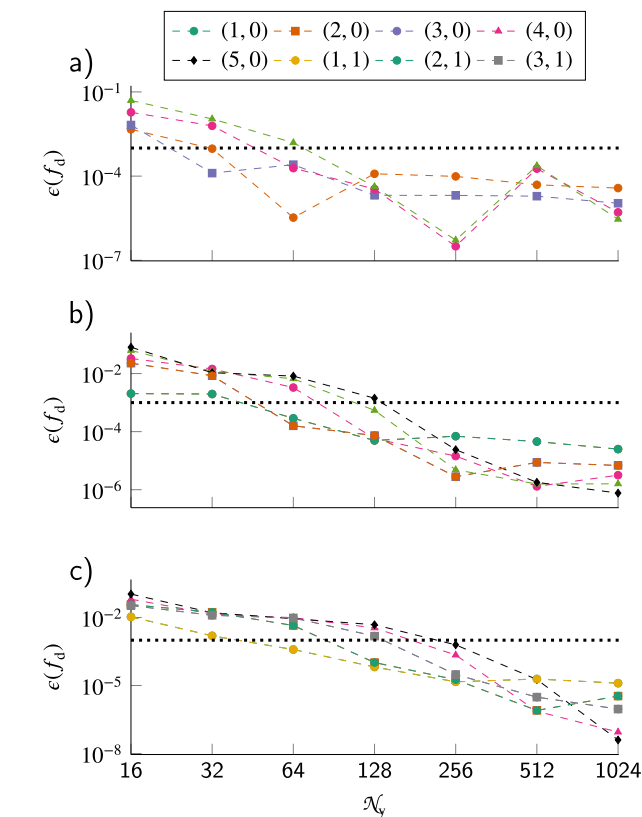 (1, 0) (2, 0) (3, 0) (4, 0)
(5, 0) (1, 1) (2, 1) (3, 1)
a)
10⁻¹
10⁻⁴
10⁻⁷
ϵ(f_d)
b)
10⁻²
10⁻⁴
10⁻⁶
ϵ(f_d)
c)
10⁻²
10⁻⁵
10⁻⁸
ϵ(f_d)
16 32 64 128 256 512 1024
𝒩_y